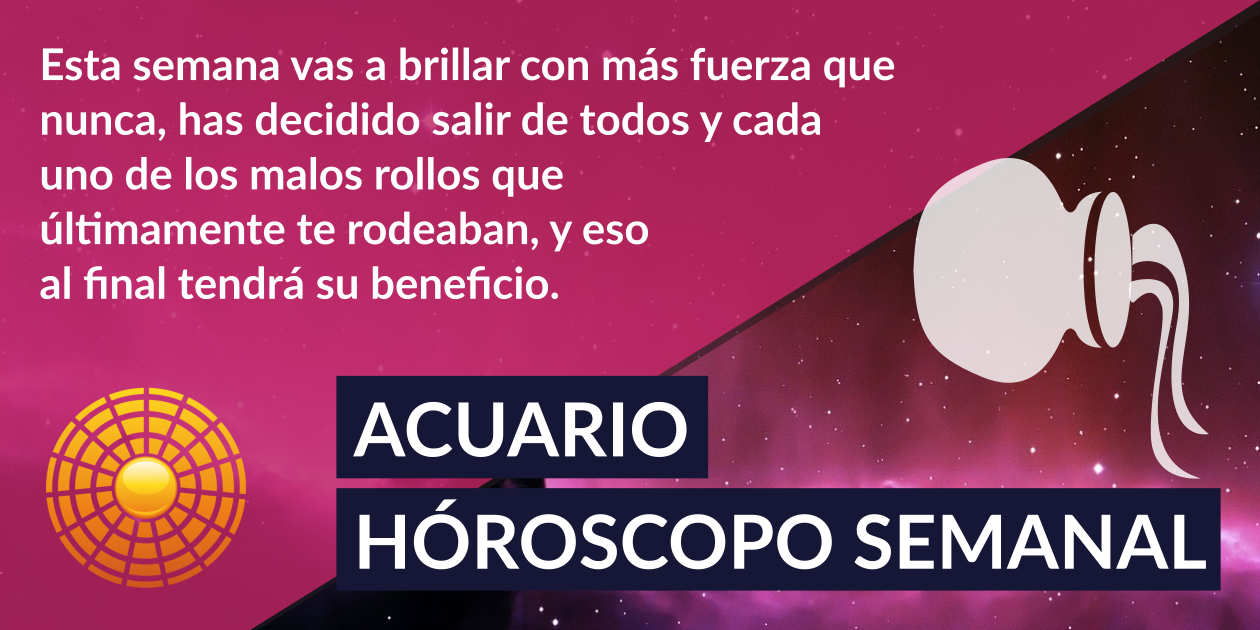 Esta semana vas a brillar con más fuerza que
nunca, has decidido salir de todos y cada
uno de los malos rollos que
últimamente te rodeaban, y eso
al final tendrá su beneficio.
ACUARIO
HÓROSCOPO SEMANAL